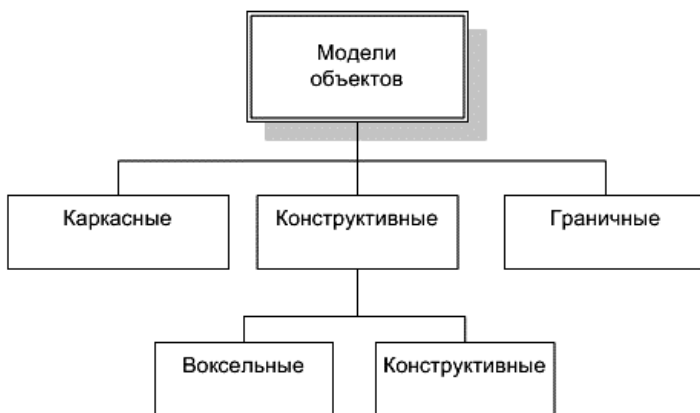 Модели
объектов
Каркасные
Конструктивные
Граничные
Воксельные
Конструктивные